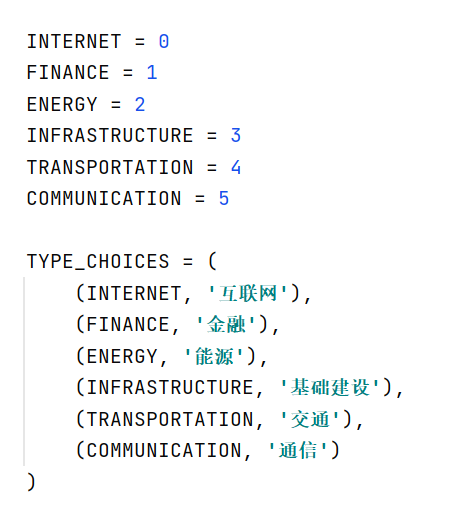 INTERNET = 0
FINANCE = 1
ENERGY = 2
INFRASTRUCTURE = 3
TRANSPORTATION = 4
COMMUNICATION = 5

TYPE_CHOICES = (
    (INTERNET, '互联网'),
    (FINANCE, '金融'),
    (ENERGY, '能源'),
    (INFRASTRUCTURE, '基础建设'),
    (TRANSPORTATION, '交通'),
    (COMMUNICATION, '通信')
)